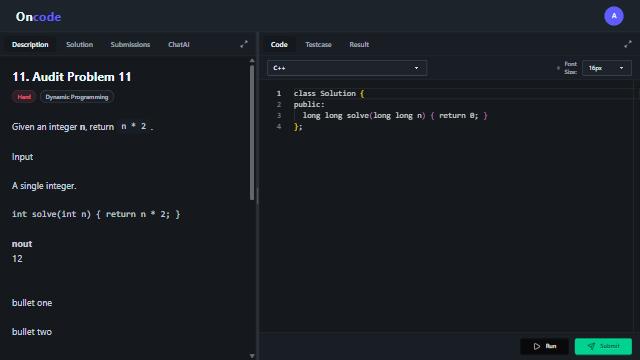 Oncode
A
Description Solution Submissions ChatAI
11. Audit Problem 11
Hard Dynamic Programming
Given an integer n, return n * 2 .
Input
A single integer.
int solve(int n) { return n * 2; }
nout
12
bullet one
bullet two
Code Testcase Result
C++
Font Size: 16px
1 class Solution {
2 public:
3 long long solve(long long n) { return 0; }
4 };
Run Submit